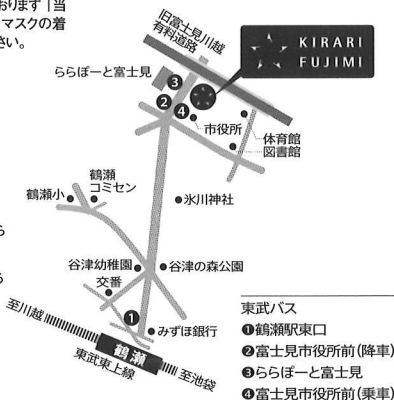 おります「当
マスクの着
さい。
旧富士見川越
有料道路
KIRARI
FUJIMI
ららぽーと富士見
❸
❷
❹
市役所
体育館
図書館
鶴瀬
コミセン
鶴瀬小
氷川神社
ら
る
谷津幼稚園
谷津の森公園
交番
至川越
❶
みずほ銀行
鶴瀬
東武東上線
至池袋
東武バス
❶鶴瀬駅東口
❷富士見市役所前(降車)
❸ららぽーと富士見
❹富士見市役所前(乗車)